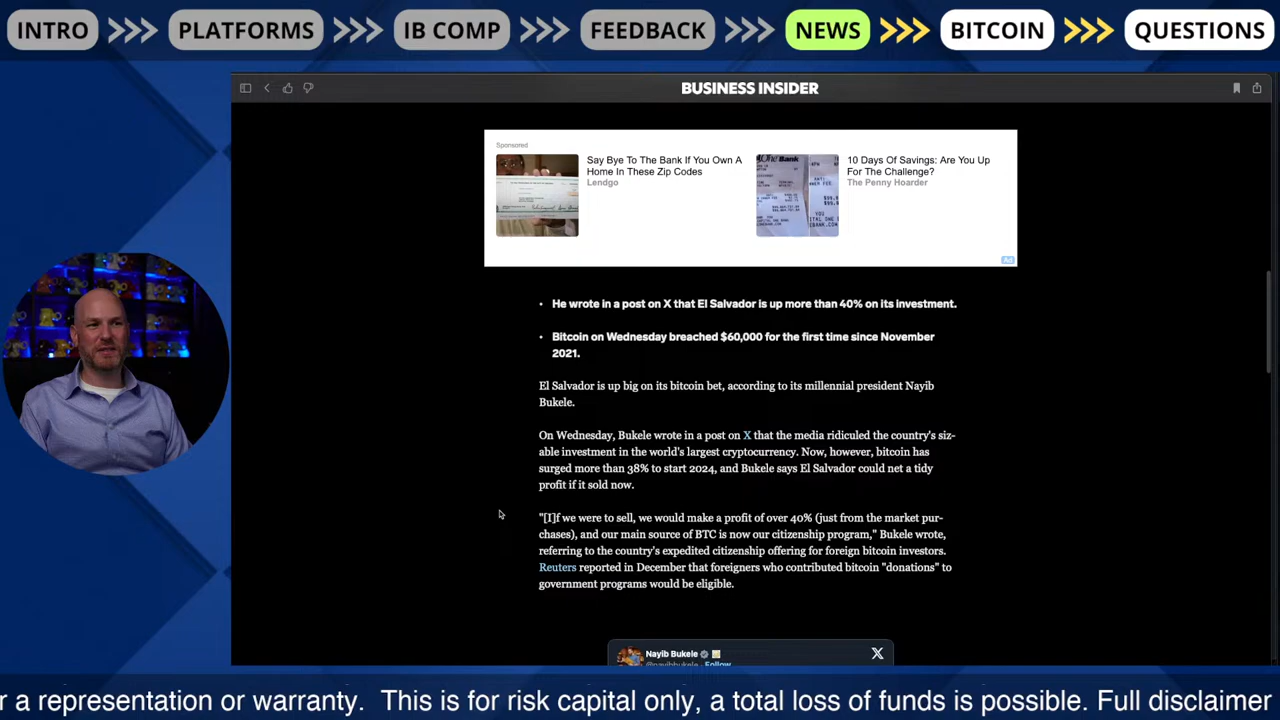 INTRO
PLATFORMS
IB COMP
FEEDBACK
NEWS
BITCOIN
QUESTIONS
BUSINESS INSIDER
Sponsored
Say Bye To The Bank If You Own A
Home In These Zip Codes
Lendgo
10 Days Of Savings: Are You Up
For The Challenge?
The Penny Hoarder
Ad
• He wrote in a post on X that El Salvador is up more than 40% on its investment.
• Bitcoin on Wednesday breached $60,000 for the first time since November
2021.
El Salvador is up big on its bitcoin bet, according to its millennial president Nayib
Bukele.
On Wednesday, Bukele wrote in a post on X that the media ridiculed the country's siz-
able investment in the world's largest cryptocurrency. Now, however, bitcoin has
surged more than 38% to start 2024, and Bukele says El Salvador could net a tidy
profit if it sold now.
"[I]f we were to sell, we would make a profit of over 40% (just from the market pur-
chases), and our main source of BTC is now our citizenship program," Bukele wrote,
referring to the country's expedited citizenship offering for foreign bitcoin investors.
Reuters reported in December that foreigners who contributed bitcoin "donations" to
government programs would be eligible.
Nayib Bukele
@nayibbukele · Follow
r a representation or warranty. This is for risk capital only, a total loss of funds is possible. Full disclaimer